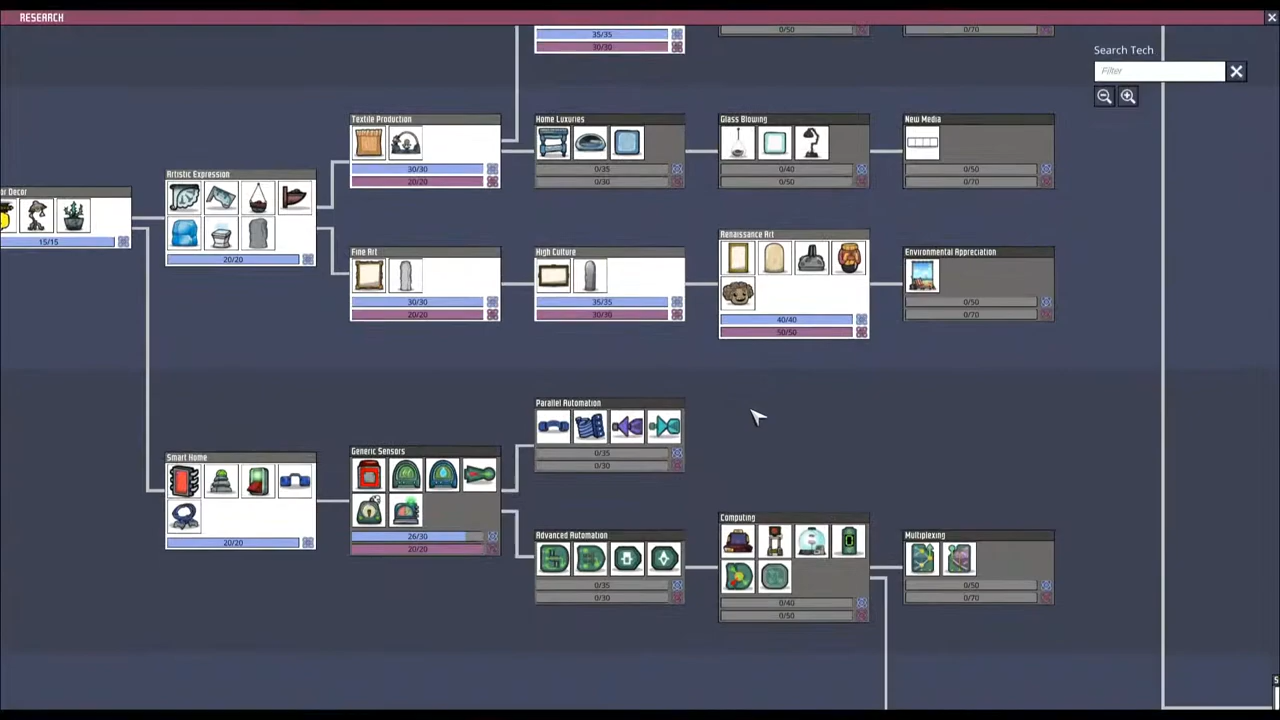 RESEARCH
35/35
30/30
0/50
0/70
Search Tech
Filter
Textile Production
30/30
20/20
Home Luxuries
0/35
0/30
Glass Blowing
0/40
0/50
New Media
0/50
0/70
Artistic Expression
20/20
or Decor
15/15
Fine Art
30/30
20/20
High Culture
35/35
30/30
Renaissance Art
40/40
50/50
Environmental Appreciation
0/50
0/70
Smart Home
20/20
Generic Sensors
26/30
20/20
Parallel Automation
0/35
0/30
Advanced Automation
0/35
0/30
Computing
0
0/40
0/50
Multiplexing
0/50
0/70